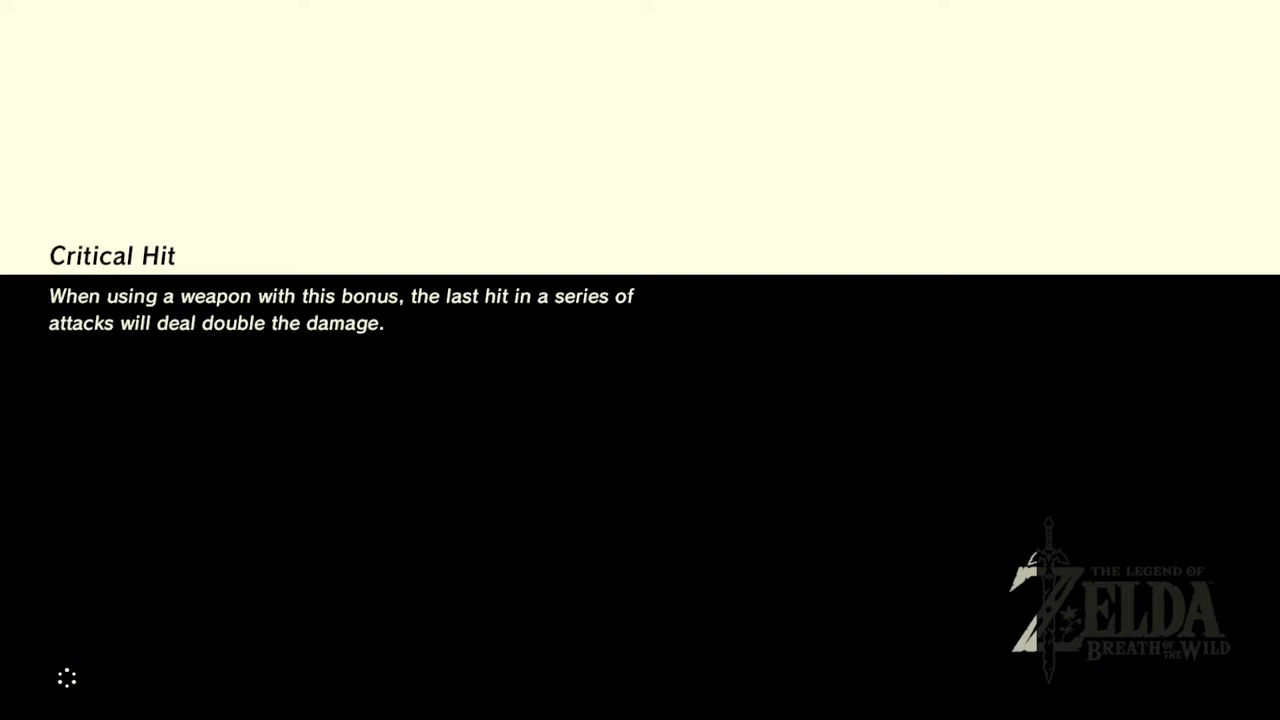 Critical Hit
When using a weapon with this bonus, the last hit in a series of
attacks will deal double the damage.
THE LEGEND OF
ZELDA
BREATH OF THE WILD